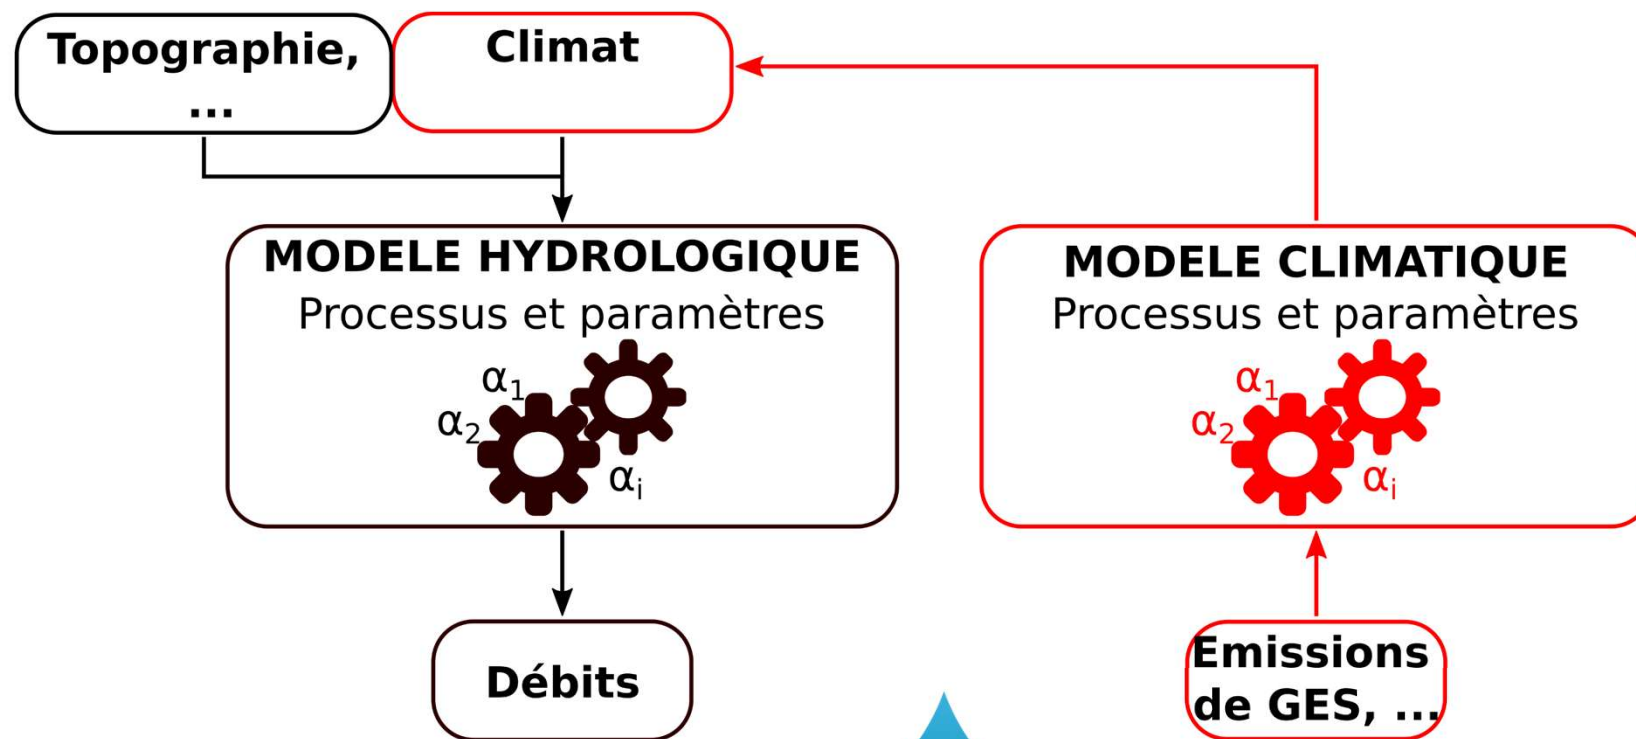 Topographie,
...
Climat
MODELE HYDROLOGIQUE
Processus et paramètres
α1
α2
αi
Débits
MODELE CLIMATIQUE
Processus et paramètres
α1
α2
αi
Emissions
de GES, ...